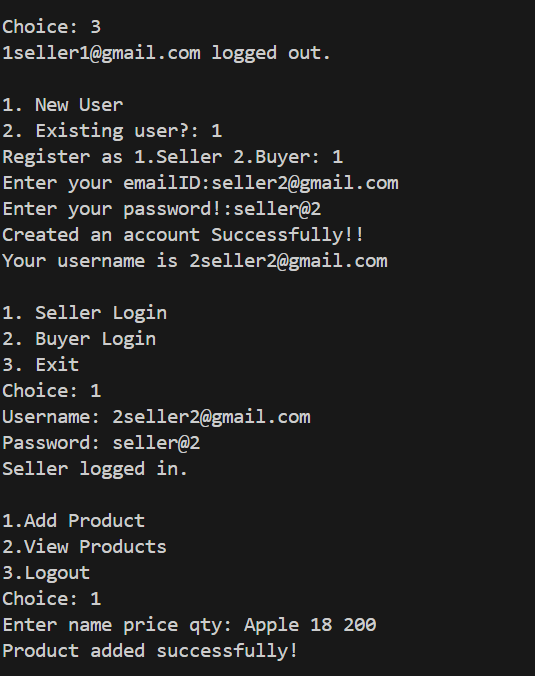 Choice: 3
1seller1@gmail.com logged out.
1. New User
2. Existing user?: 1
Register as 1.Seller 2.Buyer: 1
Enter your emailID:seller2@gmail.com
Enter your password!:seller@2
Created an account Successfully!!
Your username is 2seller2@gmail.com
1. Seller Login
2. Buyer Login
3. Exit
Choice: 1
Username: 2seller2@gmail.com
Password: seller@2
Seller logged in.
1.Add Product
2.View Products
3.Logout
Choice: 1
Enter name price qty: Apple 18 200
Product added successfully!